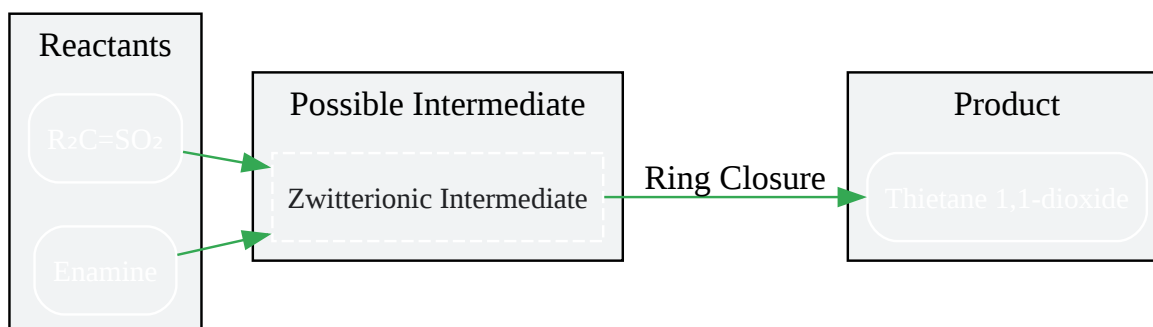 Reactants
R₂C=SO₂
Enamine
Possible Intermediate
Zwitterionic Intermediate
Ring Closure
Product
Thietane 1,1-dioxide